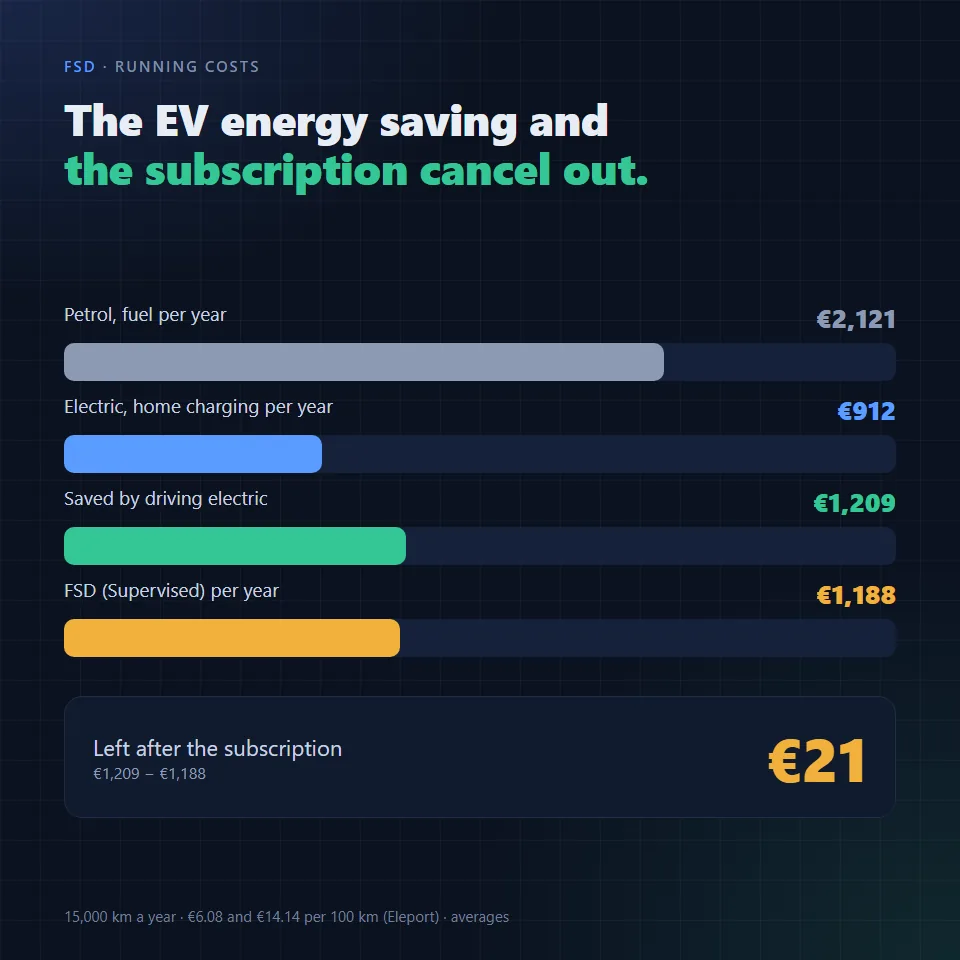 FSD · RUNNING COSTS
The EV energy saving and
the subscription cancel out.
Petrol, fuel per year
€2,121
Electric, home charging per year
€912
Saved by driving electric
€1,209
FSD (Supervised) per year
€1,188
Left after the subscription
€1,209 – €1,188
€21
15,000 km a year · €6.08 and €14.14 per 100 km (Eleport) · averages